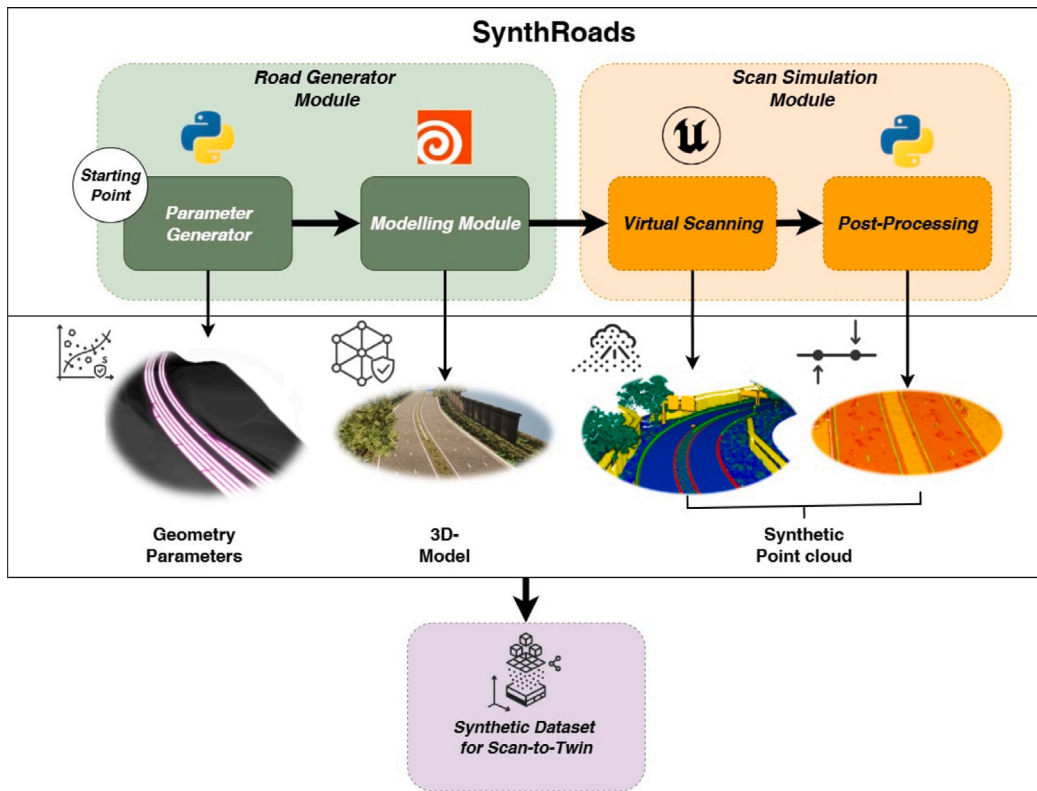 SynthRoads
Road Generator
Module
Scan Simulation
Module
Starting
Point
Parameter
Generator
Modelling Module
Virtual Scanning
Post-Processing
S
Geometry
Parameters
3D-
Model
Synthetic
Point cloud
Synthetic Dataset
for Scan-to-Twin